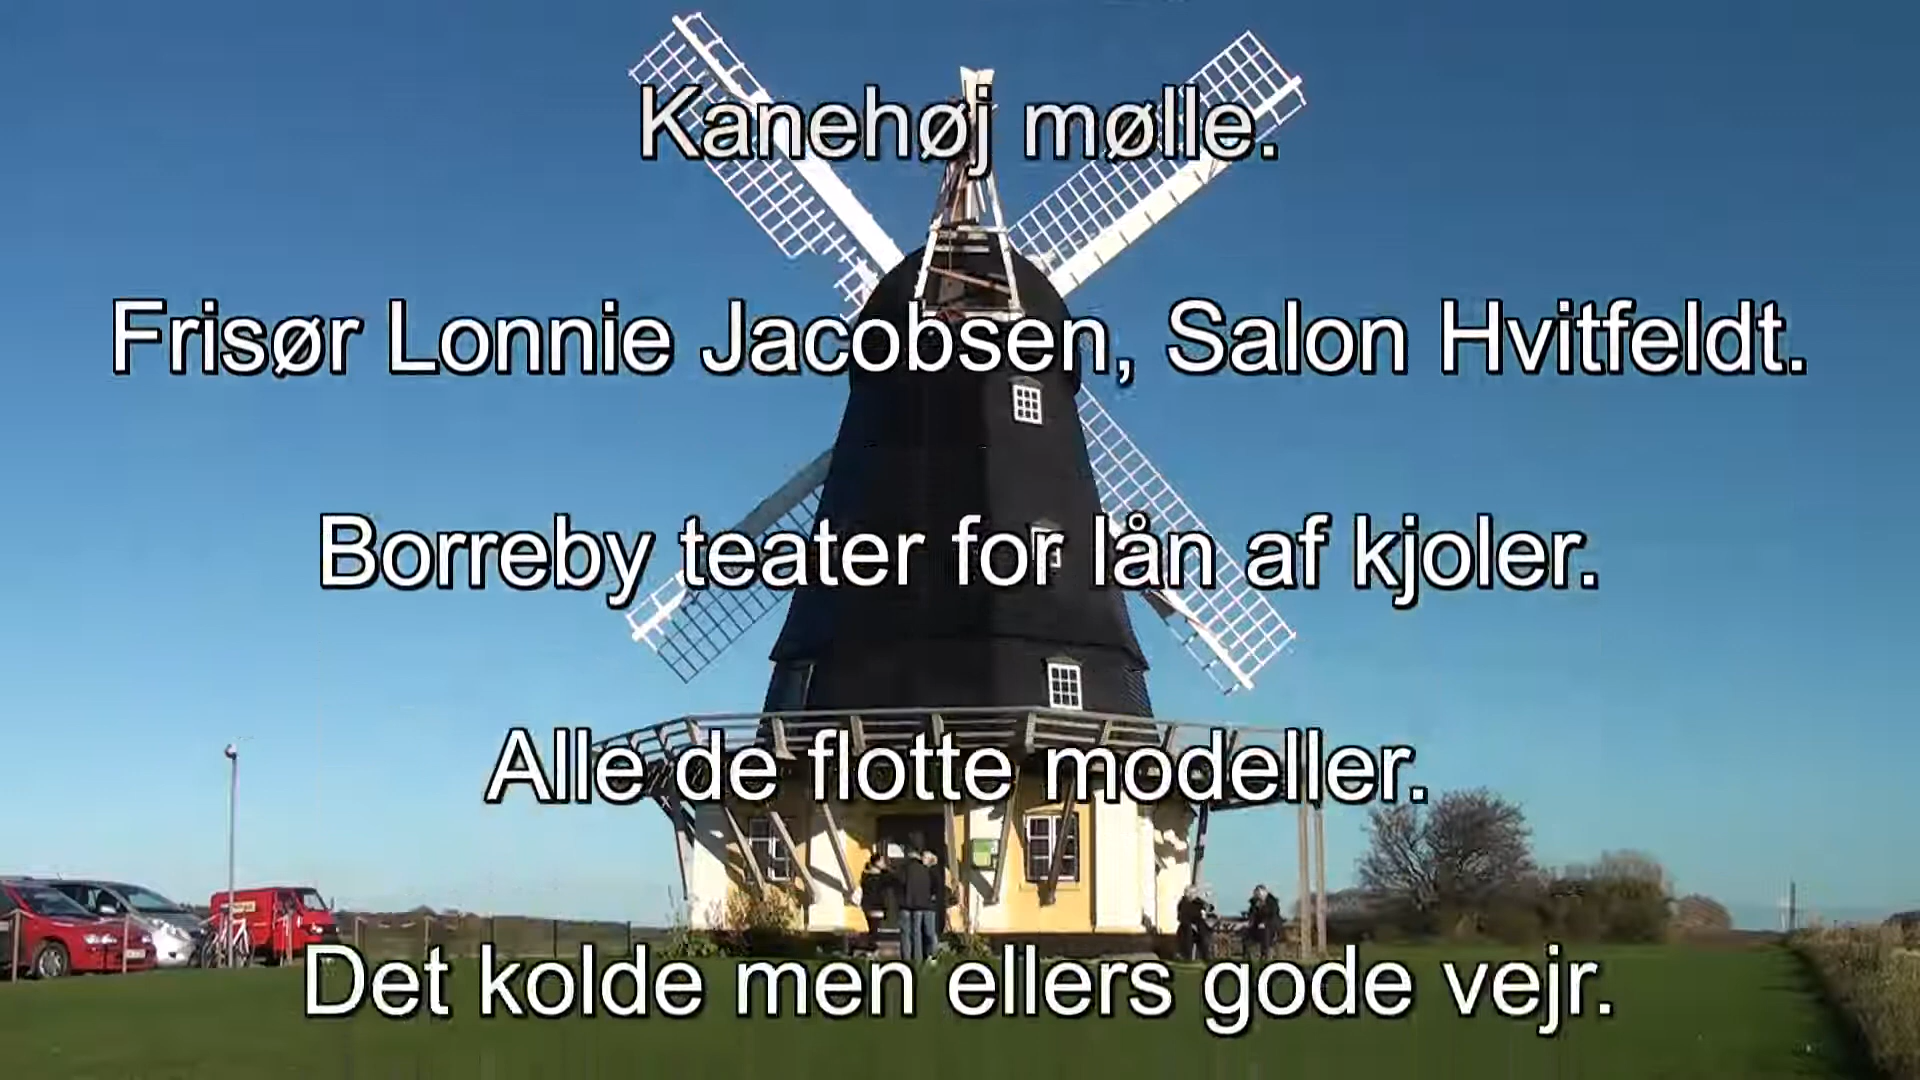 Kanehøj mølle.
Frisør Lonnie Jacobsen, Salon Hvitfeldt.
Borreby teater for lån af kjoler.
Alle de flotte modeller.
Det kolde men ellers gode vejr.